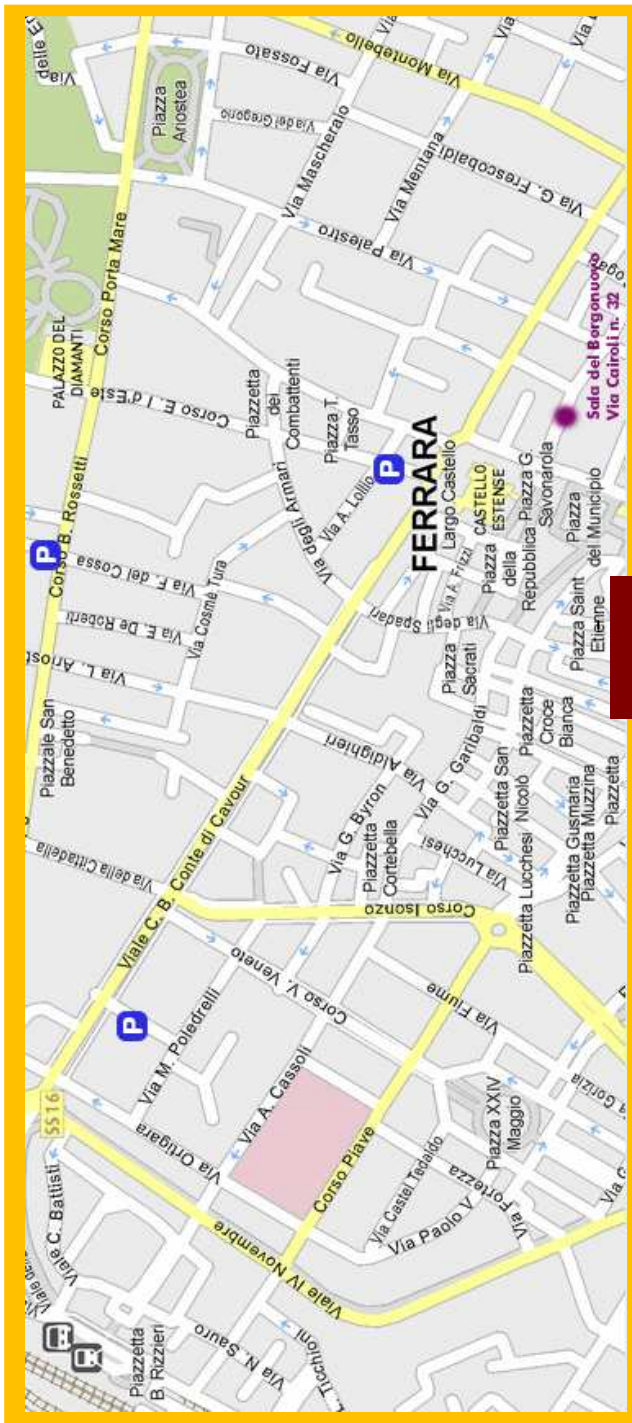 SS16
Viale C. Battisti
Piazzetta
B. Rizzieri
Via N. Sauro
Viale IV Novembre
Via Ortigara
Via M. Poledrelli
Via A. Cassoli
Corso Piave
Via Castel Tedaldo
Via Paolo V
Via Fortezza
Piazza XXIV
Maggio
Via Fiume
Corso V. Veneto
Corso Isonzo
Via della Cittadella
Viale C. B. Conte di Cavour
P
Piazzale San
Benedetto
Via L. Ariost
Via E. De Roberti
Via F. del Cossa
Via Cosmè Tura
Corso B. Rossetti
P
Via G. Byron
Piazzetta
Cortebella
Via Aldighieri
Via G. Garibaldi
Via Lucchesi
Piazzetta San
Nicolò
Piazzetta Lucchesi
Piazzetta
Croce
Bianca
Piazzetta Gusmaria
Piazzetta Muzzina
Piazzetta
Piazza
Sacrati
Via degli Spadari
Via A. Frizzi
Piazza
della
Repubblica
Piazza Saint
Etienne
Piazza
del Municipio
Piazza G.
Savonarola
FERRARA
Largo Castello
CASTELLO
ESTENSE
P
Via degli Armari
Via A. Lollio
Piazza T.
Tasso
Piazzetta
dei
Combattenti
Corso E. I d'Este
PALAZZO DEI
DIAMANTI
Corso Porta Mare
Piazza
Ariostea
Via Palestro
Via Mascheraio
Via Mentana
Via del Gregorio
Via Fossato
Via G. Frescobaldi
Via Montebello
Sala del Borgonuovo
Via Cairoli n. 32